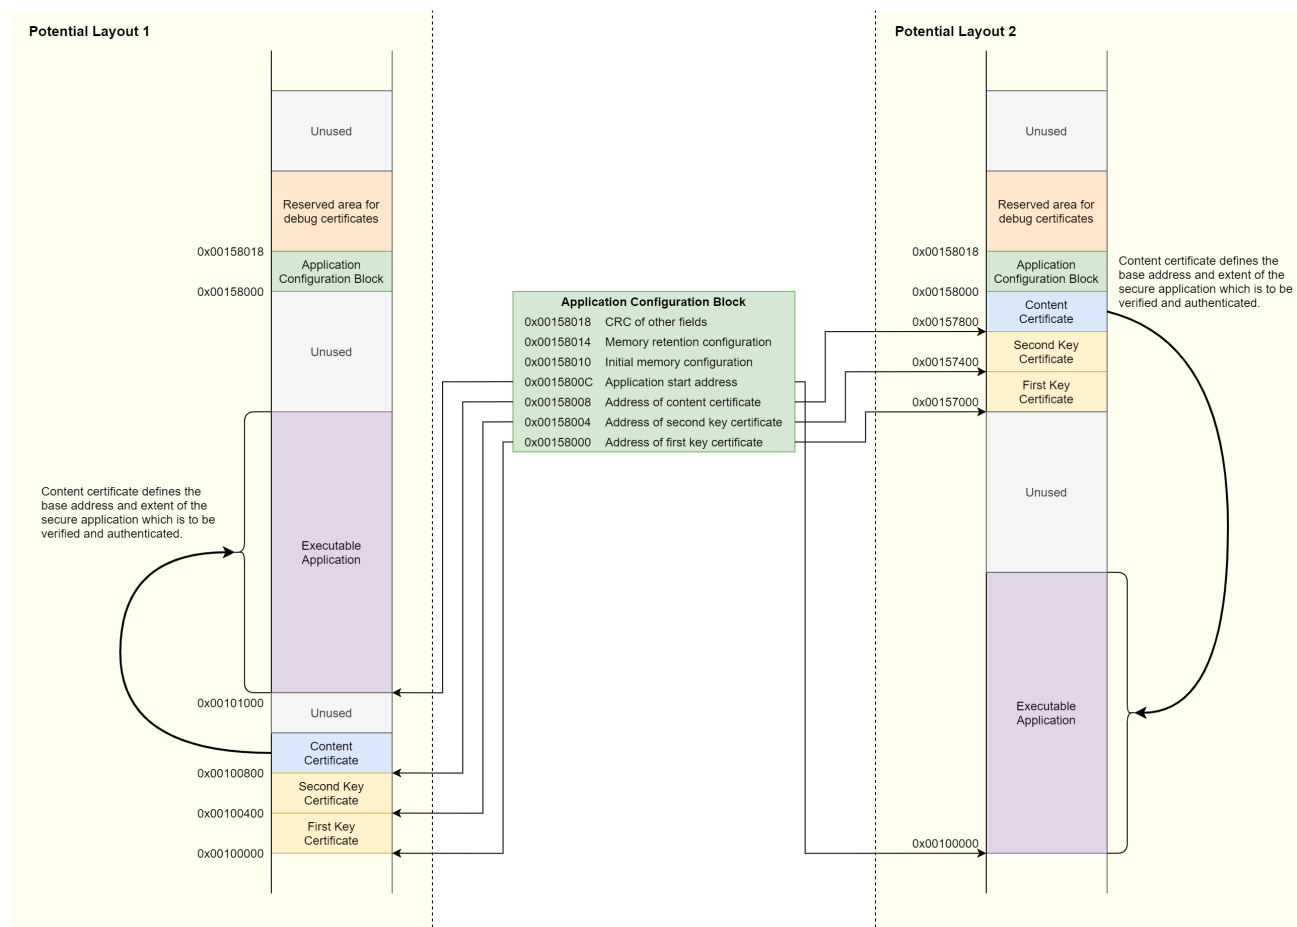 Potential Layout 1
Unused
Reserved area for
debug certificates
0x00158018
Application
Configuration Block
0x00158000
Unused
Content certificate defines the
base address and extent of the
secure application which is to be
verified and authenticated.
Executable
Application
0x00101000
Unused
Content
Certificate
0x00100800
Second Key
Certificate
0x00100400
First Key
Certificate
0x00100000
Application Configuration Block
0x00158018 CRC of other fields
0x00158014 Memory retention configuration
0x00158010 Initial memory configuration
0x0015800C Application start address
0x00158008 Address of content certificate
0x00158004 Address of second key certificate
0x00158000 Address of first key certificate
Potential Layout 2
Unused
Reserved area for
debug certificates
0x00158018
Application
Configuration Block
0x00158000
Content certificate defines the
base address and extent of the
secure application which is to be
verified and authenticated.
Content
Certificate
0x00157800
Second Key
Certificate
0x00157400
First Key
Certificate
0x00157000
Unused
Executable
Application
0x00100000